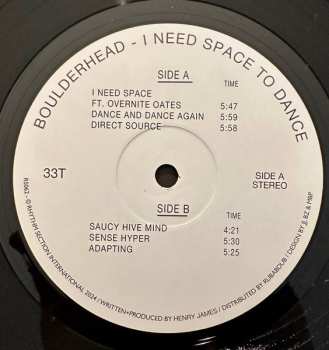 BOULDERHEAD - I NEED SPACE TO DANCE
SIDE A TIME
I NEED SPACE
FT. OVERNITE OATES 5:47
DANCE AND DANCE AGAIN 5:59
DIRECT SOURCE 5:58
33T
SIDE A
STEREO
SIDE B TIME
SAUCY HIVE MIND 4:21
SENSE HYPER 5:30
ADAPTING 5:25
RHYTHM SECTION INTERNATIONAL 2024 / WRITTEN+PRODUCED BY HENRY JAMES / DISTRIBUTED BY RUBADUB / DESIGN BY